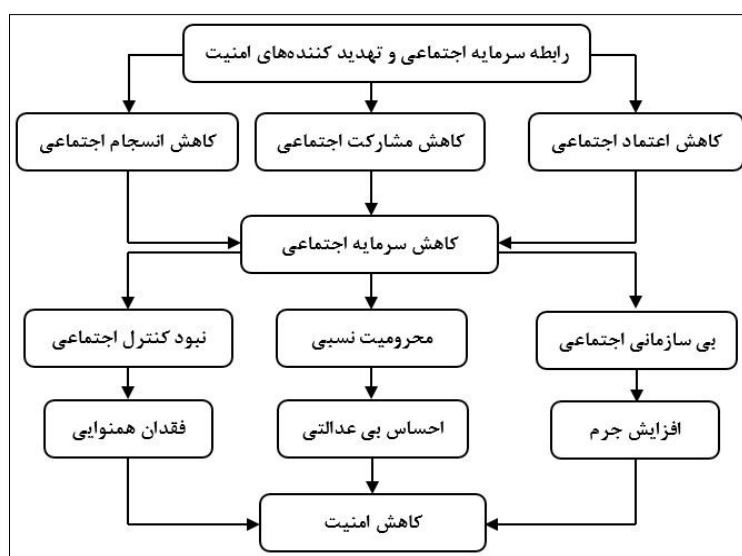 رابطه سرمایه اجتماعی و تهدید کننده‌های امنیت
کاهش اعتماد اجتماعی
کاهش مشارکت اجتماعی
کاهش انسجام اجتماعی
کاهش سرمایه اجتماعی
بی سازمانی اجتماعی
محرومیت نسبی
نبود کنترل اجتماعی
افزایش جرم
احساس بی عدالتی
فقدان همنوایی
کاهش امنیت